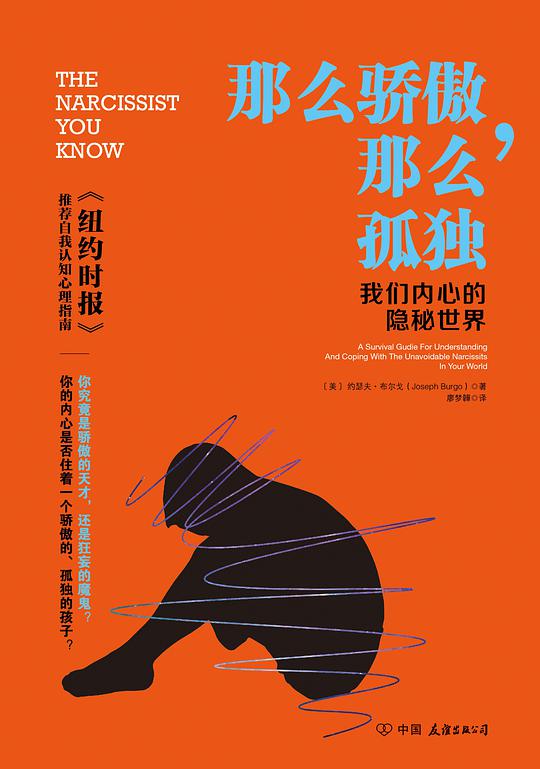 THE
NARCISSIST
YOU
KNOW
那么骄傲，
那么
孤独
我们内心的
隐秘世界
A Survival Gudie For Understanding
And Coping With The Unavoidable Narcissits
In Your World
〔美〕约瑟夫·布尔戈（Joseph Burgo）◎著
廖梦韡◎译
《纽约时报》
推荐自我认知心理指南
你究竟是骄傲的天才，还是狂妄的魔鬼？
你的内心是否住着一个骄傲的、孤独的孩子？
中国友谊出版公司